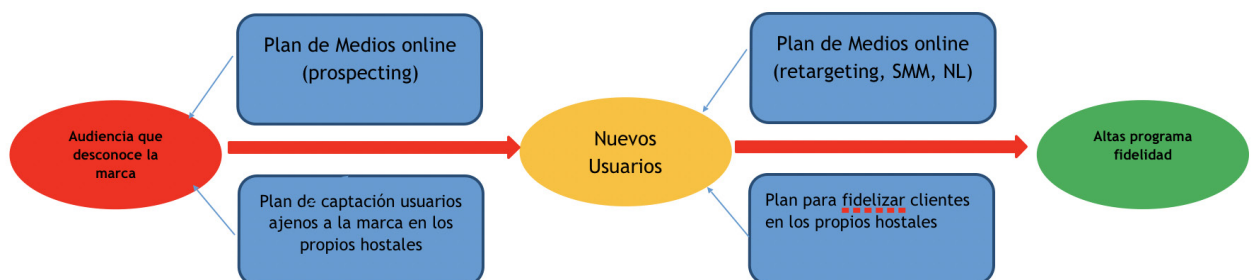 Plan de Medios online
(prospecting)
Plan de Medios online
(retargeting, SMM, NL)
Audiencia que
desconoce la
marca
Nuevos
Usuarios
Altas programa
fidelidad
Plan de captación usuarios
ajenos a la marca en los
propios hostales
Plan para fidelizar clientes
en los propios hostales